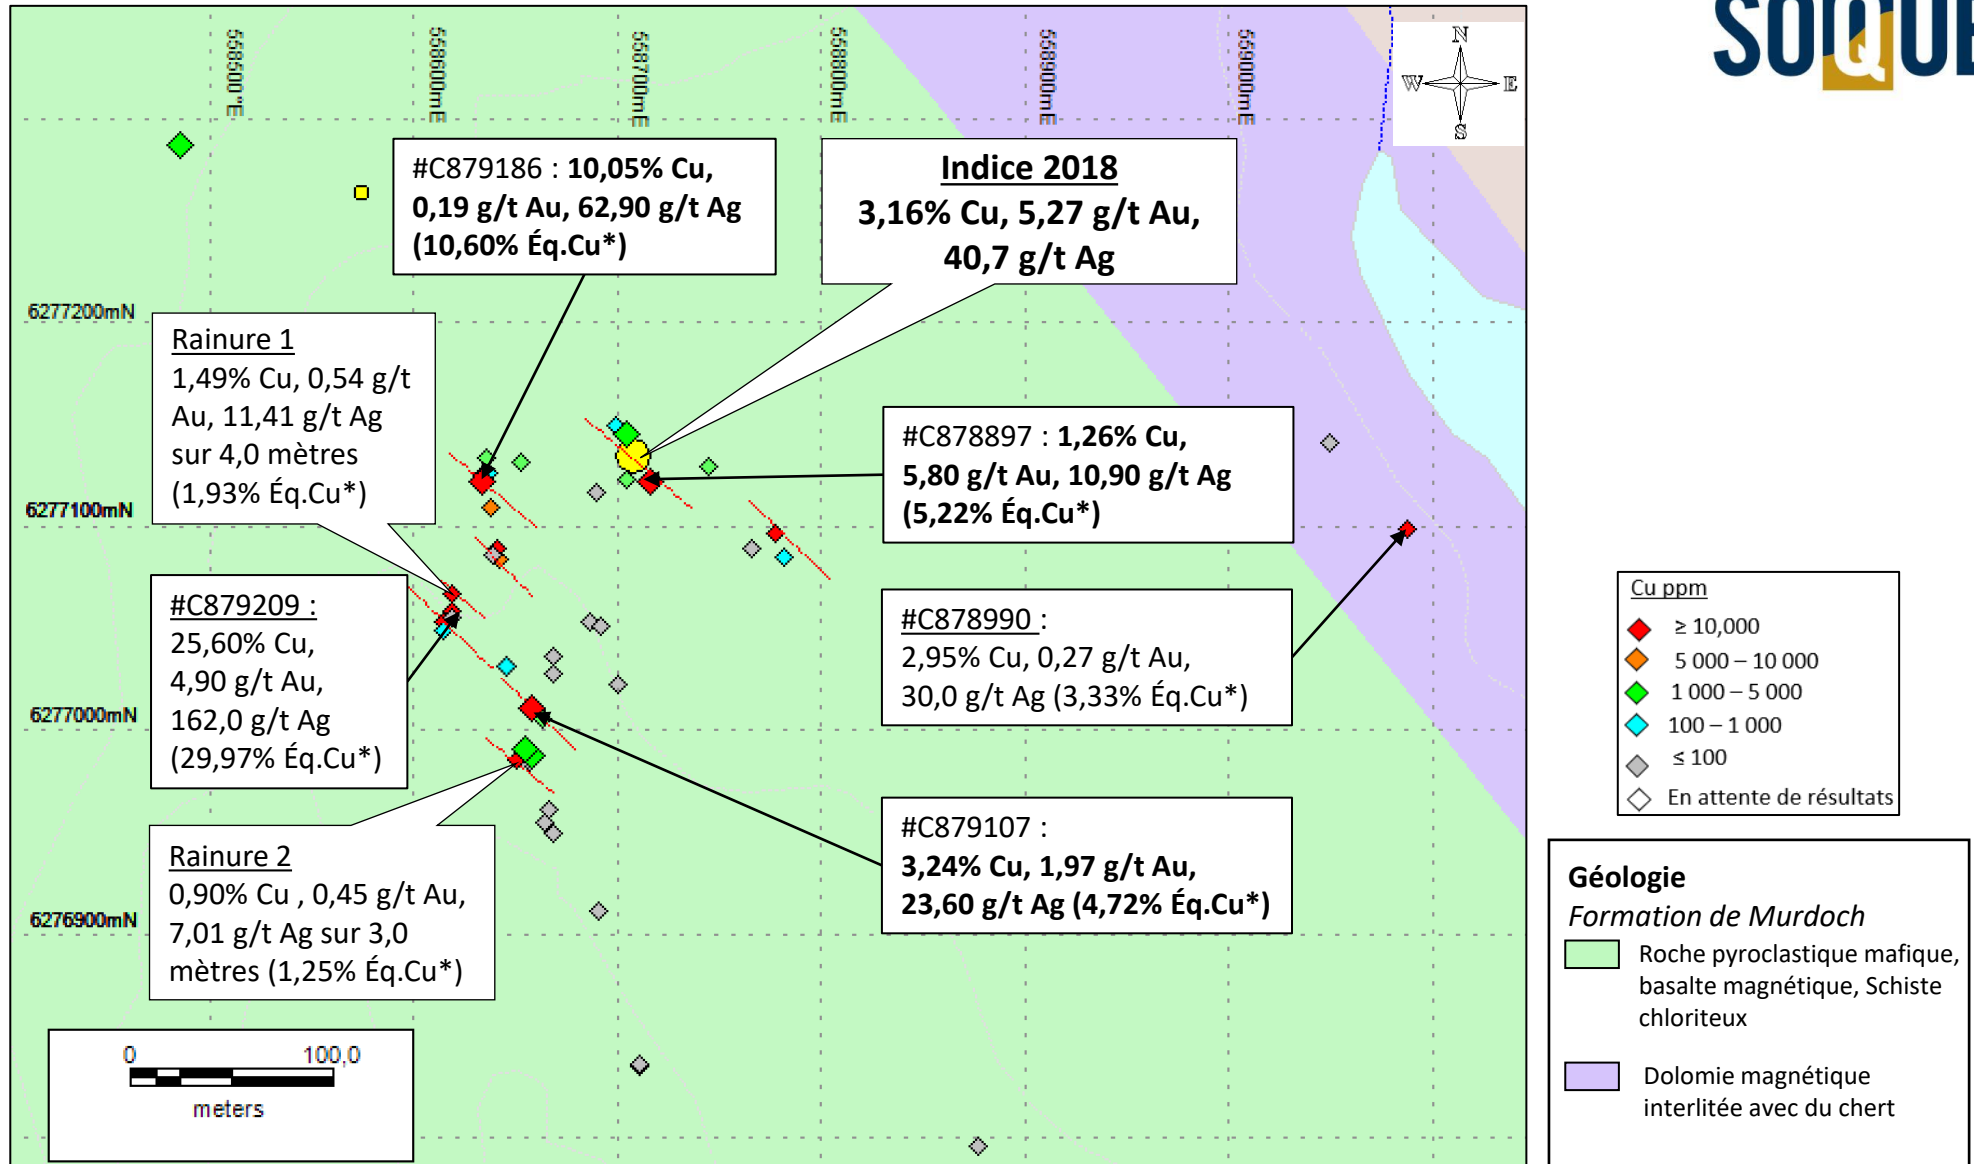 SOQUE
558500mE
558600mE
558700mE
558800mE
558900mE
559000mE
N
W E
S
#C879186 : 10,05% Cu,
0,19 g/t Au, 62,90 g/t Ag
(10,60% Éq.Cu*)
Indice 2018
3,16% Cu, 5,27 g/t Au,
40,7 g/t Ag
6277200mN
Rainure 1
1,49% Cu, 0,54 g/t
Au, 11,41 g/t Ag
sur 4,0 mètres
(1,93% Éq.Cu*)
#C878897 : 1,26% Cu,
5,80 g/t Au, 10,90 g/t Ag
(5,22% Éq.Cu*)
6277100mN
#C879209 :
25,60% Cu,
4,90 g/t Au,
162,0 g/t Ag
(29,97% Éq.Cu*)
#C878990 :
2,95% Cu, 0,27 g/t Au,
30,0 g/t Ag (3,33% Éq.Cu*)
6277000mN
#C879107 :
3,24% Cu, 1,97 g/t Au,
23,60 g/t Ag (4,72% Éq.Cu*)
Rainure 2
0,90% Cu , 0,45 g/t Au,
7,01 g/t Ag sur 3,0
mètres (1,25% Éq.Cu*)
6276900mN
0 100,0
meters
Cu ppm
≥ 10,000
5 000 – 10 000
1 000 – 5 000
100 – 1 000
≤ 100
En attente de résultats
Géologie
Formation de Murdoch
Roche pyroclastique mafique,
basalte magnétique, Schiste
chloriteux
Dolomie magnétique
interlitée avec du chert